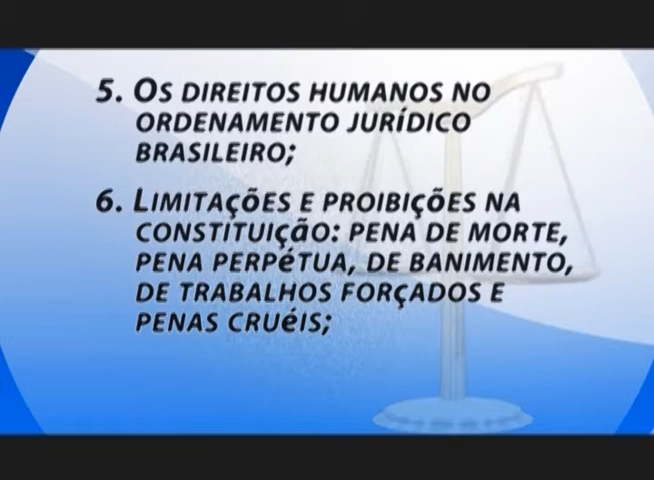 5. OS DIREITOS HUMANOS NO
ORDENAMENTO JURÍDICO
BRASILEIRO;
6. LIMITAÇÕES E PROIBIÇÕES NA
CONSTITUIÇÃO: PENA DE MORTE,
PENA PERPéTUA, DE BANIMENTO,
DE TRABALHOS FORÇADOS E
PENAS CRUéIS;